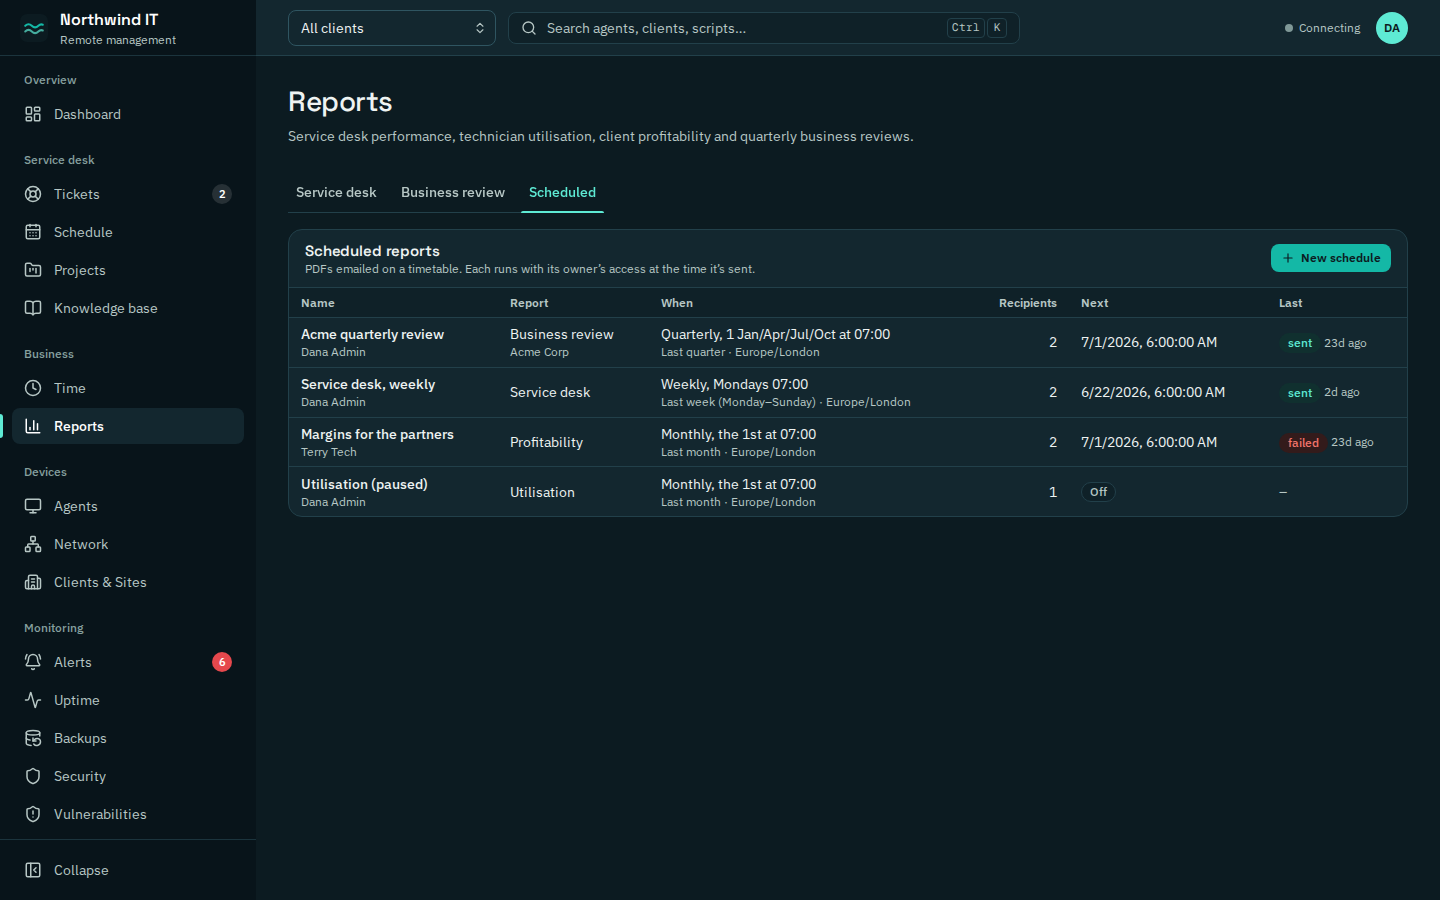 Northwind IT
Remote management
All clients
Search agents, clients, scripts...
Ctrl K
Connecting
DA
Overview
Dashboard
Service desk
Tickets 2
Schedule
Projects
Knowledge base
Business
Time
Reports
Devices
Agents
Network
Clients & Sites
Monitoring
Alerts 6
Uptime
Backups
Security
Vulnerabilities
Collapse
Reports
Service desk performance, technician utilisation, client profitability and quarterly business reviews.
Service desk Business review Scheduled
Scheduled reports
PDFs emailed on a timetable. Each runs with its owner’s access at the time it’s sent.
New schedule
Name Report When Recipients Next Last
Acme quarterly review Business review Quarterly, 1 Jan/Apr/Jul/Oct at 07:00 2 7/1/2026, 6:00:00 AM sent 23d ago
Dana Admin Acme Corp Last quarter · Europe/London
Service desk, weekly Service desk Weekly, Mondays 07:00 2 6/22/2026, 6:00:00 AM sent 2d ago
Dana Admin Last week (Monday–Sunday) · Europe/London
Margins for the partners Profitability Monthly, the 1st at 07:00 2 7/1/2026, 6:00:00 AM failed 23d ago
Terry Tech Last month · Europe/London
Utilisation (paused) Utilisation Monthly, the 1st at 07:00 1 Off –
Dana Admin Last month · Europe/London